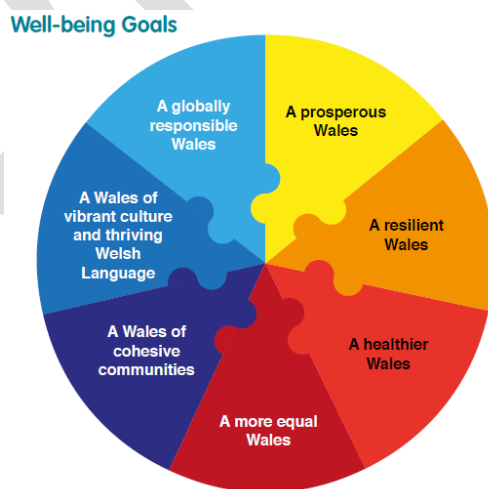 Well-being Goals
A globally
responsible
Wales
A prosperous
Wales
A resilient
Wales
A healthier
Wales
A more equal
Wales
A Wales of
cohesive
communities
A Wales of
vibrant culture
and thriving
Welsh
Language